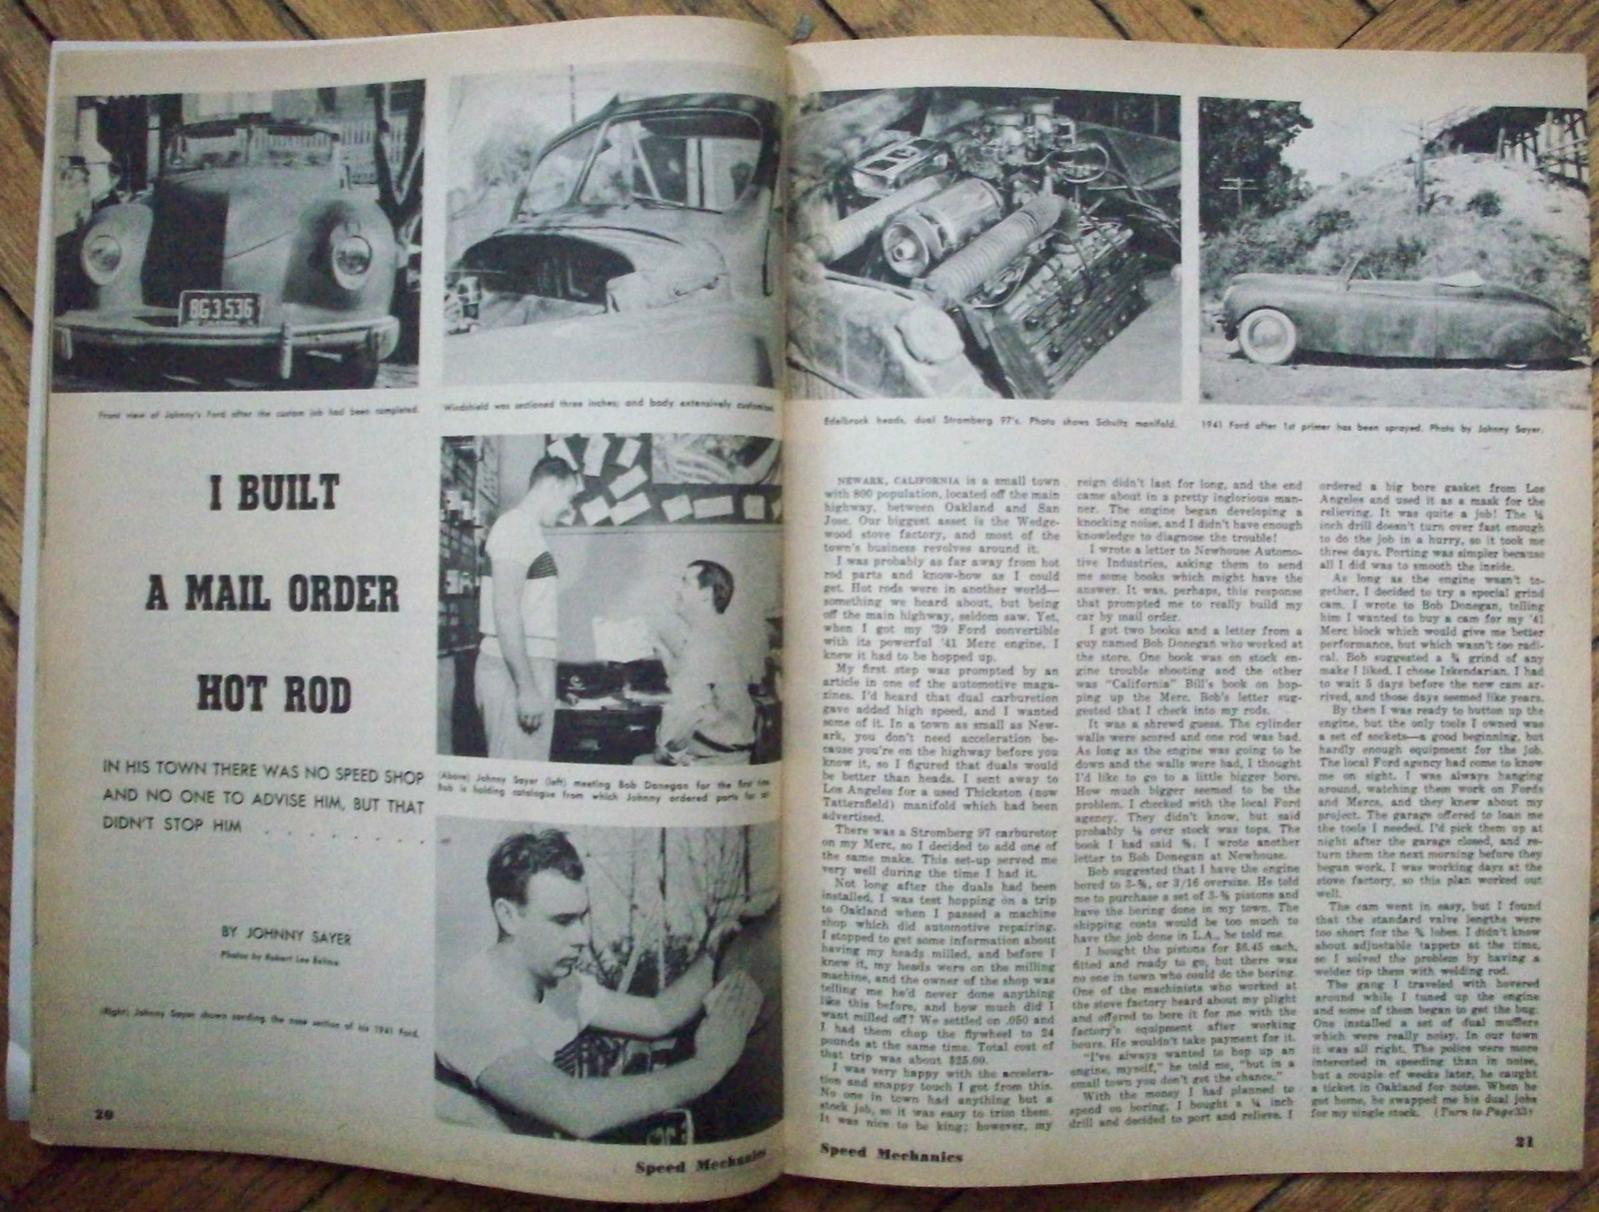 8G3536
Front view of Johnny's Ford after the custom job had been completed.
Windshield was sectioned three inches; and body extensively customized
I BUILT
A MAIL ORDER
HOT ROD
IN HIS TOWN THERE WAS NO SPEED SHOP
AND NO ONE TO ADVISE HIM, BUT THAT
DIDN'T STOP HIM . . . . . . .
BY JOHNNY SAYER
Photos by Robert Lee
(Right) Johnny Sayer shown sanding the nose section of his 1941 Ford.
(Above) Johnny Sayer (left) meeting Bob Donegan for the first time.
Bob is holding catalogue from which Johnny ordered parts for
20
Speed Mechanics
Edelbrock heads, dual Stromberg 97's. Photo shows Schultz manifold.
1941 Ford after 1st primer has been sprayed. Photo by Johnny Sayer.
NEWARK, CALIFORNIA is a small town
with 800 population, located off the main
highway, between Oakland and San
Jose. Our biggest asset is the Wedge-
wood stove factory, and most of the
town's business revolves around it.
I was probably as far away from hot
rod parts and know-how as I could
get. Hot rods were in another world—
something we heard about, but being
off the main highway, seldom saw. Yet,
when I got my '39 Ford convertible
with its powerful '41 Merc engine, I
knew it had to be hopped up.
My first step was prompted by an
article in one of the automotive maga-
zines. I'd heard that dual carburetion
gave added high speed, and I wanted
some of it. In a town as small as New-
ark, you don't need acceleration be-
cause you're on the highway before you
know it, so I figured that duals would
be better than heads. I sent away to
Los Angeles for a used Thickston (now
Tattersfield) manifold which had been
advertised.
There was a Stromberg 97 carburetor
on my Merc, so I decided to add one of
the same make. This set-up served me
very well during the time I had it.
Not long after the duals had been
installed, I was test hopping on a trip
to Oakland when I passed a machine
shop which did automotive repairing.
I stopped to get some information about
having my heads milled, and before I
knew it, my heads were on the milling
machine, and the owner of the shop was
telling me he'd never done anything
like this before, and how much did I
want milled off? We settled on .050 and
I had them chop the flywheel to 24
pounds at the same time. Total cost of
that trip was about $25.00.
I was very happy with the accelera-
tion and snappy touch I got from this.
No one in town had anything but a
stock job, so it was easy to trim them.
It was nice to be king; however, my
reign didn't last for long, and the end
came about in a pretty inglorious man-
ner. The engine began developing a
knocking noise, and I didn't have enough
knowledge to diagnose the trouble!
I wrote a letter to Newhouse Automo-
tive Industries, asking them to send
me some books which might have the
answer. It was, perhaps, this response
that prompted me to really build my
car by mail order.
I got two books and a letter from a
guy named Bob Donegan who worked at
the store. One book was on stock en-
gine trouble shooting and the other
was "California" Bill's book on hop-
ping up the Merc. Bob's letter sug-
gested that I check into my rods.
It was a shrewd guess. The cylinder
walls were scored and one rod was bad.
As long as the engine was going to be
down and the walls were bad, I thought
I'd like to go to a little bigger bore.
How much bigger seemed to be the
problem. I checked with the local Ford
agency. They didn't know, but said
probably ⅛ over stock was tops. The
book I had said ⅜. I wrote another
letter to Bob Donegan at Newhouse.
Bob suggested that I have the engine
bored to 3-⅜, or 3/16 oversize. He told
me to purchase a set of 3-⅜ pistons and
have the boring done in my town. The
shipping costs would be too much to
have the job done in L.A., he told me.
I bought the pistons for $6.45 each,
fitted and ready to go, but there was
no one in town who could do the boring.
One of the machinists who worked at
the stove factory heard about my plight
and offered to bore it for me with the
factory's equipment after working
hours. He wouldn't take payment for it.
"I've always wanted to hop up an
engine, myself," he told me, "but in a
small town you don't get the chance."
With the money I had planned to
spend on boring, I bought a ¼ inch
drill and decided to port and relieve. I
ordered a big bore gasket from Los
Angeles and used it as a mask for the
relieving. It was quite a job! The ¼
inch drill doesn't turn over fast enough
to do the job in a hurry, so it took me
three days. Porting was simpler because
all I did was to smooth the inside.
As long as the engine wasn't to-
gether, I decided to try a special grind
cam. I wrote to Bob Donegan, telling
him I wanted to buy a cam for my '41
Merc block which would give me better
performance, but which wasn't too radi-
cal. Bob suggested a ¾ grind of any
make I liked. I chose Iskendarian. I had
to wait 5 days before the new cam ar-
rived, and those days seemed like years.
By then I was ready to button up the
engine, but the only tools I owned was
a set of sockets—a good beginning, but
hardly enough equipment for the job.
The local Ford agency had come to know
me on sight. I was always hanging
around, watching them work on Fords
and Mercs, and they knew about my
project. The garage offered to loan me
the tools I needed. I'd pick them up at
night after the garage closed, and re-
turn them the next morning before they
began work. I was working days at the
stove factory, so this plan worked out
well.
The cam went in easy, but I found
that the standard valve lengths were
too short for the ¾ lobes. I didn't know
about adjustable tappets at the time,
so I solved the problem by having a
welder tip them with welding rod.
The gang I traveled with hovered
around while I tuned up the engine
and some of them began to get the bug.
One installed a set of dual mufflers
which were really noisy. In our town
it was all right. The police were more
interested in speeding than in noise,
but a couple of weeks later, he caught
a ticket in Oakland for noise. When he
got home, he swapped me his dual jobs
for my single stock. (Turn to Page 33)
Speed Mechanics
21